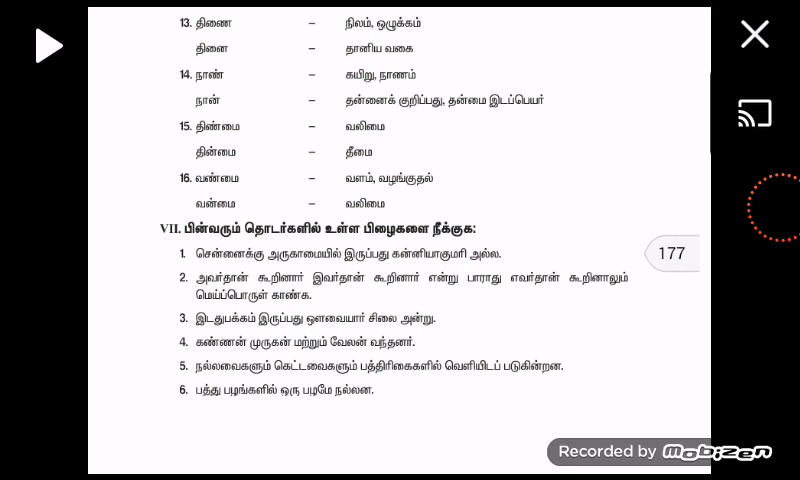 13. திணை – நிலம், ஒழுக்கம்
தினை – தானிய வகை
14. நாண் – கயிறு, நாணம்
நான் – தன்னைக் குறிப்பது, தன்மை இடப்பெயர்
15. திண்மை – வலிமை
தின்மை – தீமை
16. வண்மை – வளம், வழங்குதல்
வன்மை – வலிமை
VII. பின்வரும் தொடர்களில் உள்ள பிழைகளை நீக்குக:
1. சென்னைக்கு அருகாமையில் இருப்பது கன்னியாகுமரி அல்ல.
177
2. அவர்தான் கூறினார் இவர்தான் கூறினார் என்று பாராது எவர்தான் கூறினாலும்
மெய்ப்பொருள் காண்க.
3. இடதுபக்கம் இருப்பது ஔவையார் சிலை அன்று.
4. கண்ணன் முருகன் மற்றும் வேலன் வந்தனர்.
5. நல்லவைகளும் கெட்டவைகளும் பத்திரிகைகளில் வெளியிடப் படுகின்றன.
6. பத்து பழங்களில் ஒரு பழமே நல்லன.
Recorded by mobizen